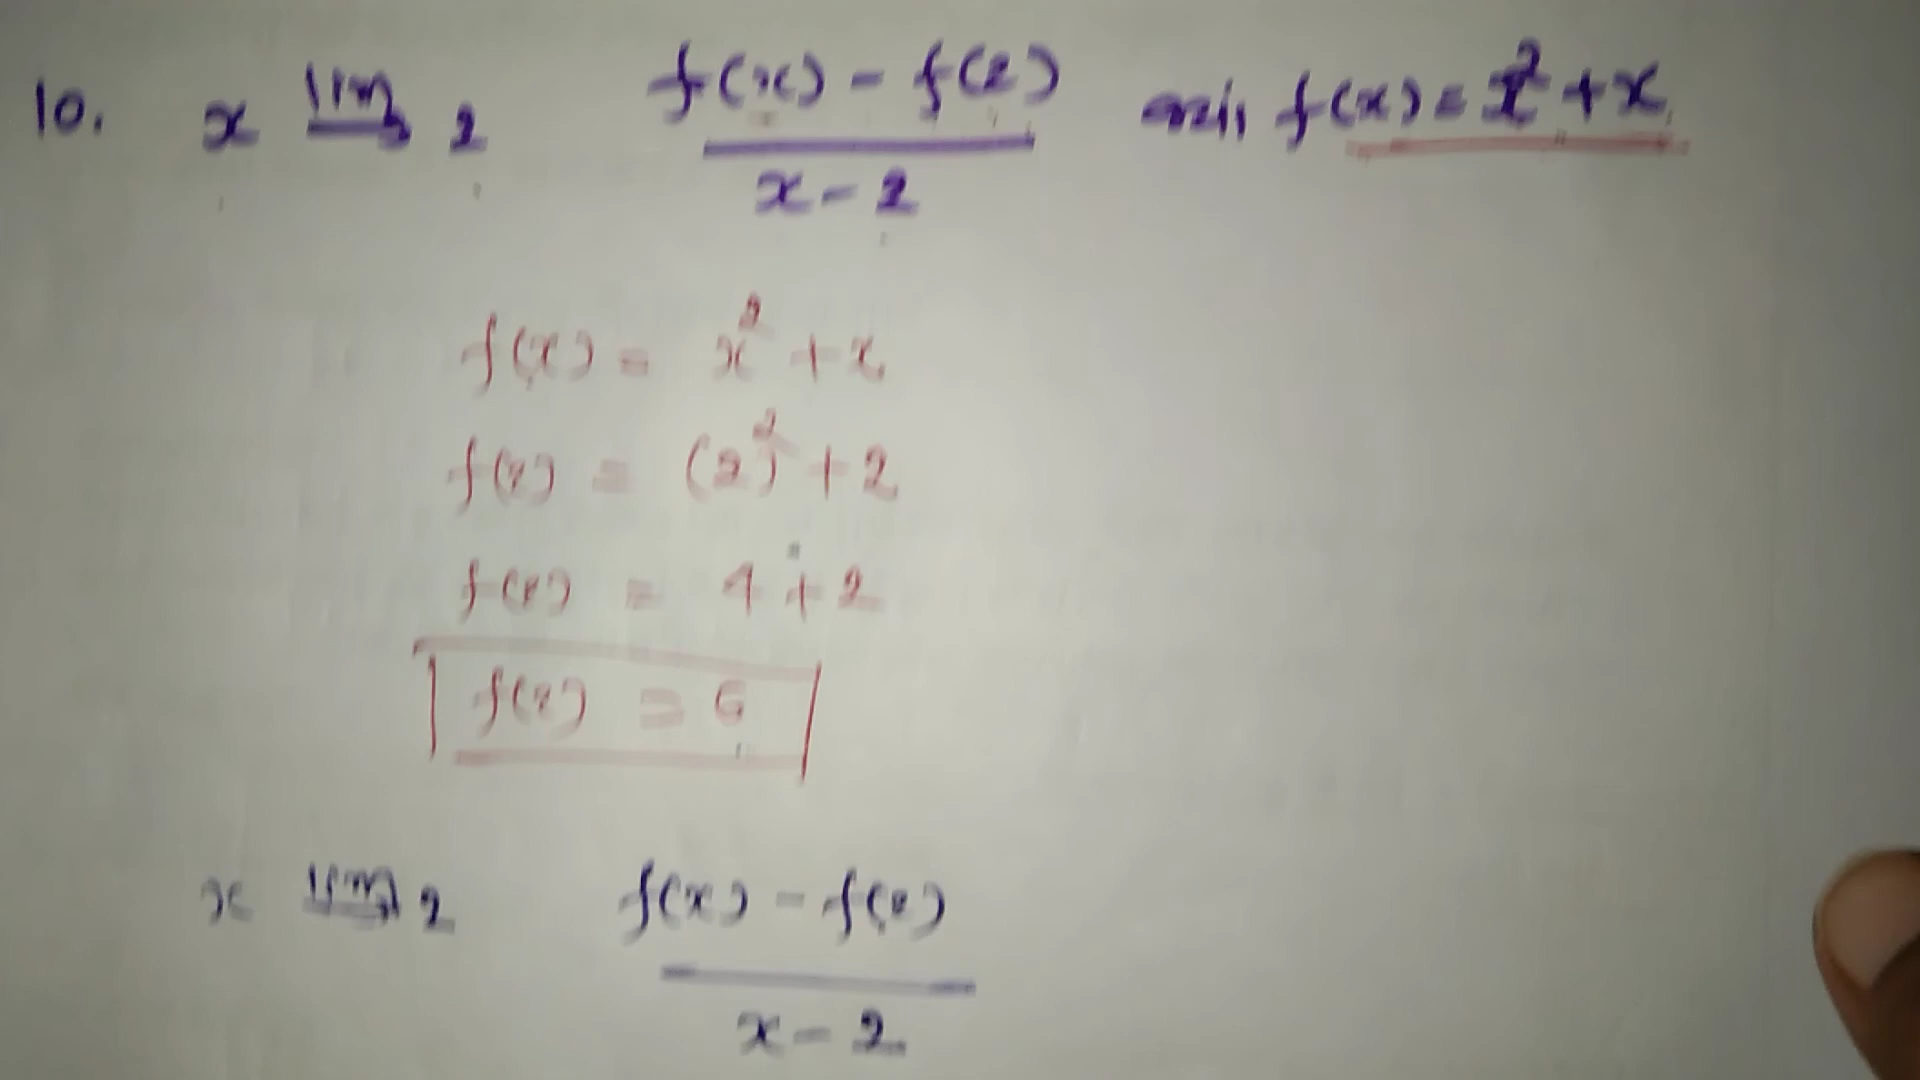 10. x lim 2 f(x) - f(2) f(x) = x² + x
x - 2
f(x) = x² + x
f(2) = (2)² + 2
f(2) = 4 + 2
f(2) = 6
x lim 2 f(x) - f(2)
x - 2